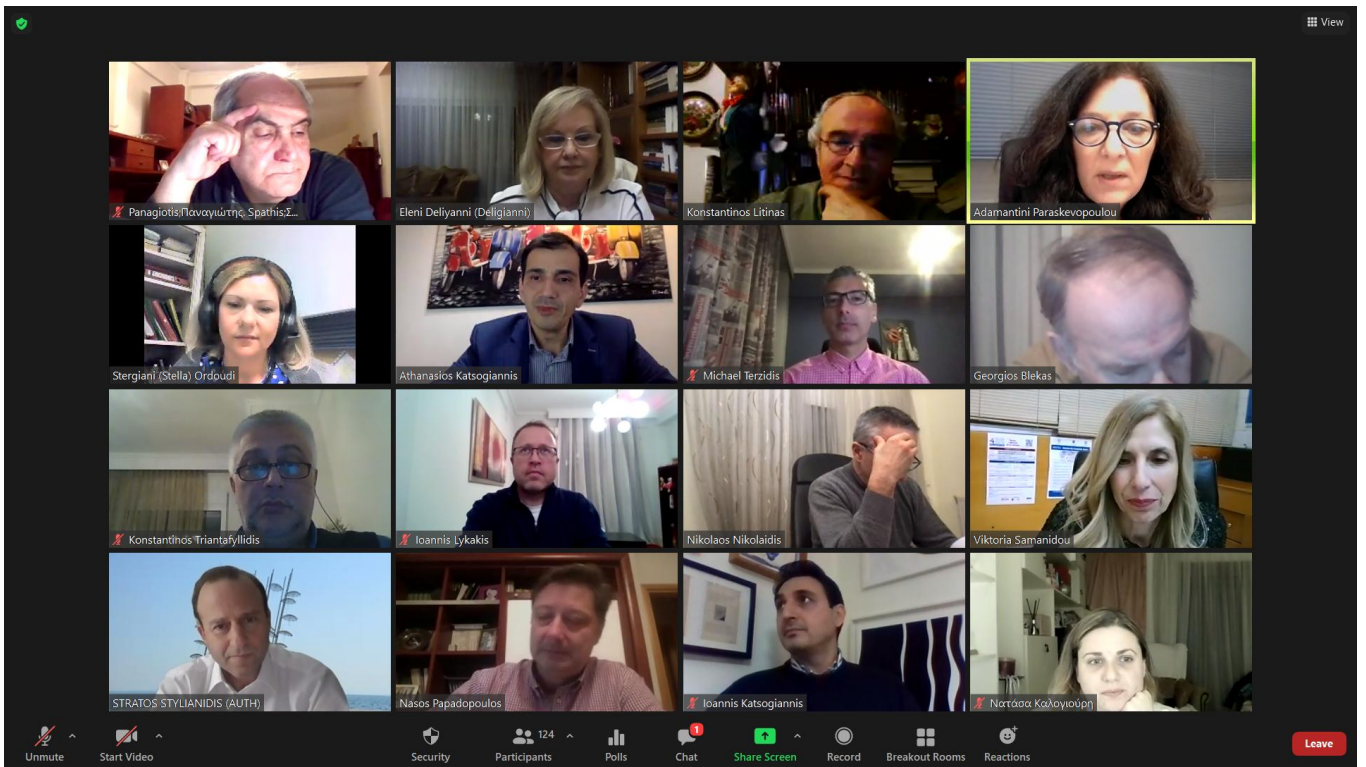 View
Panagiotis;Παναγιώτης, Spathis;Σ...
Eleni Deliyanni (Deligianni)
Konstantinos Litinas
Adamantini Paraskevopoulou
Stergiani (Stella) Ordoudi
Athanasios Katsogiannis
Michael Terzidis
Georgios Blekas
Konstantinos Triantafyllidis
Ioannis Lykakis
Nikolaos Nikolaidis
Viktoria Samanidou
STRATOS STYLIANIDIS (AUTH)
Nasos Papadopoulos
Ioannis Katsogiannis
Νατάσα Καλογιούρη
Unmute
Start Video
Security
124
Participants
Polls
1
Chat
Share Screen
Record
Breakout Rooms
Reactions
Leave